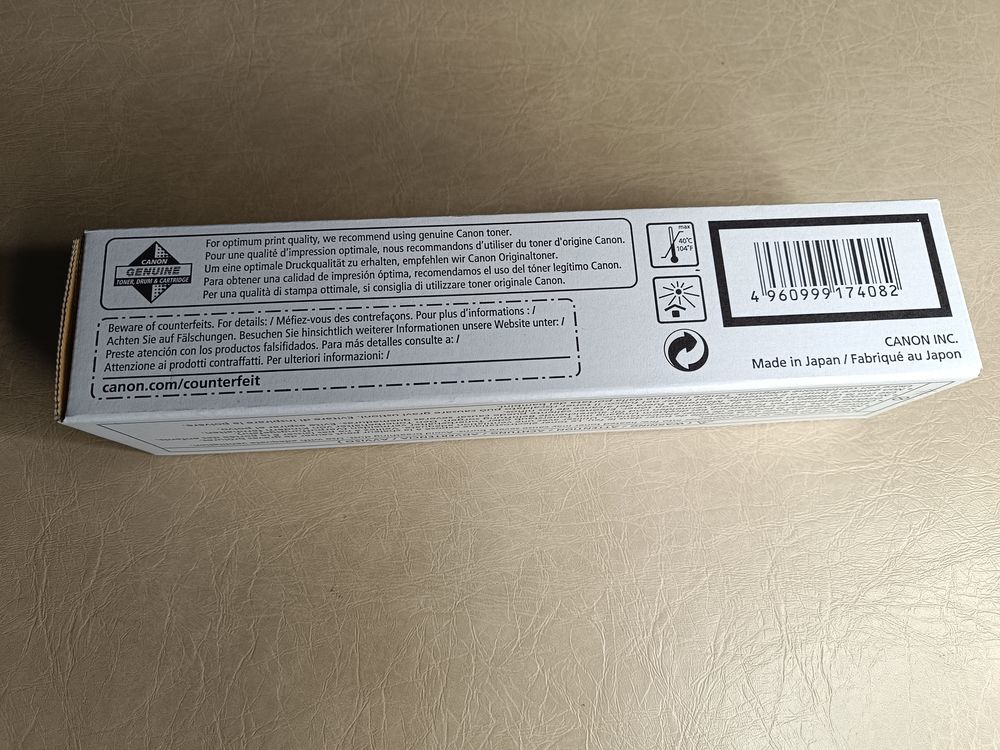 CANON
GENUINE
TONER, DRUM & CARTRIDGE
For optimum print quality, we recommend using genuine Canon toner.
Pour une qualité d'impression optimale, nous recommandons d'utiliser du toner d'origine Canon.
Um eine optimale Druckqualität zu erhalten, empfehlen wir Canon Originaltoner.
Para obtener una calidad de impresión óptima, recomendamos el uso del tóner legítimo Canon.
Per una qualità di stampa ottimale, si consiglia di utilizzare toner originale Canon.
Beware of counterfeits. For details: / Méfiez-vous des contrefaçons. Pour plus d'informations : /
Achten Sie auf Fälschungen. Besuchen Sie hinsichtlich weiterer Informationen unsere Website unter: /
Preste atención con los productos falsificados. Para más detalles consulte a: /
Attenzione ai prodotti contraffatti. Per ulteriori informazioni: /
canon.com/counterfeit
max
40°C
104°F
4 960999 174082
CANON INC.
Made in Japan / Fabriqué au Japon